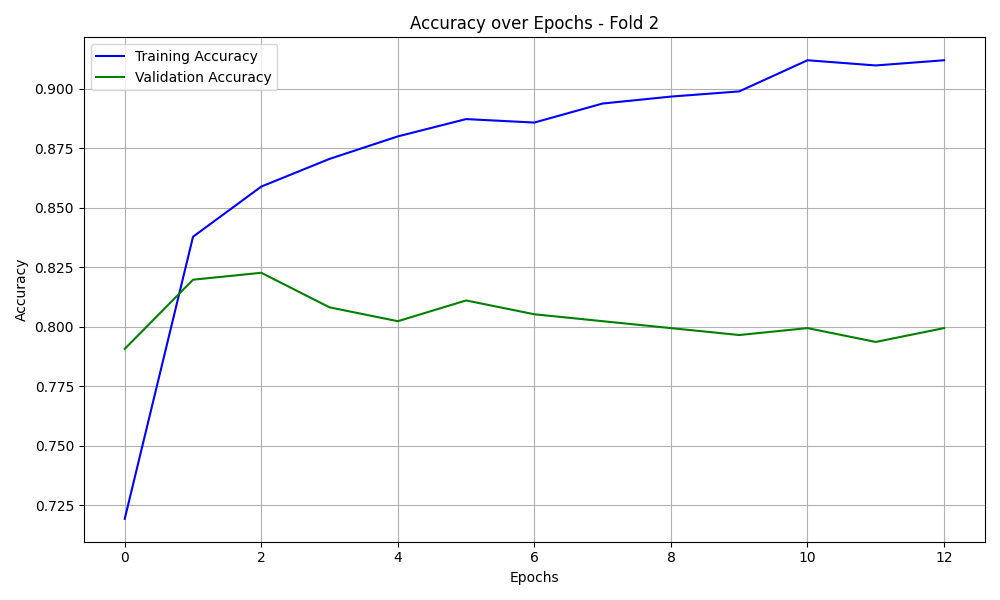 Accuracy over Epochs - Fold 2
Training Accuracy
Validation Accuracy
Accuracy
0.900
0.875
0.850
0.825
0.800
0.775
0.750
0.725
0 2 4 6 8 10 12
Epochs